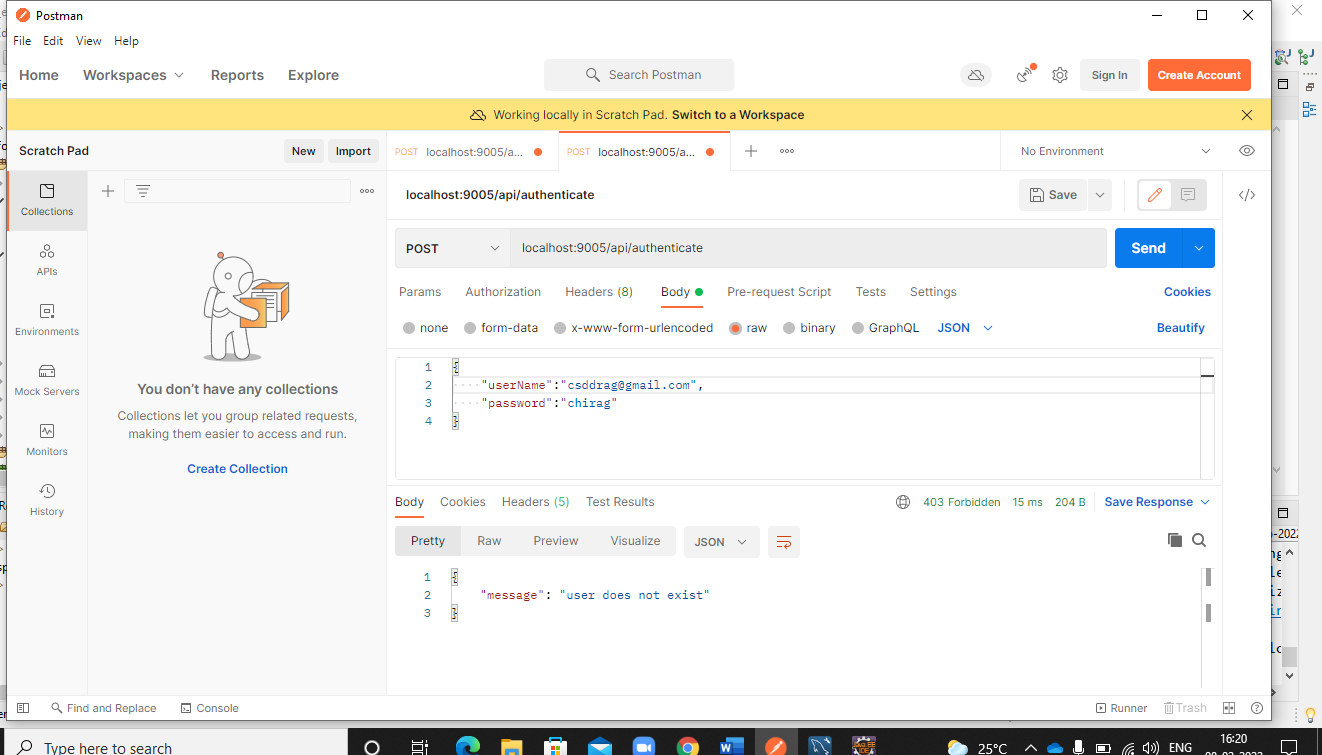 Postman
File Edit View Help
Home Workspaces Reports Explore
Search Postman
Sign In
Create Account
Working locally in Scratch Pad. Switch to a Workspace
Scratch Pad
New
Import
POST localhost:9005/a...
POST localhost:9005/a...
No Environment
Collections
APIs
Environments
Mock Servers
Monitors
History
You don't have any collections
Collections let you group related requests,
making them easier to access and run.
Create Collection
localhost:9005/api/authenticate
Save
POST
localhost:9005/api/authenticate
Send
Params Authorization Headers (8) Body Pre-request Script Tests Settings
Cookies
none form-data x-www-form-urlencoded raw binary GraphQL JSON
Beautify
1 {
2 "userName":"csddrag@gmail.com",
3 "password":"chirag"
4 }
Body Cookies Headers (5) Test Results
403 Forbidden 15 ms 204 B
Save Response
Pretty Raw Preview Visualize JSON
1 {
2 "message": "user does not exist"
3 }
Find and Replace
Console
Runner
Trash
Type here to search
25°C
ENG
16:20